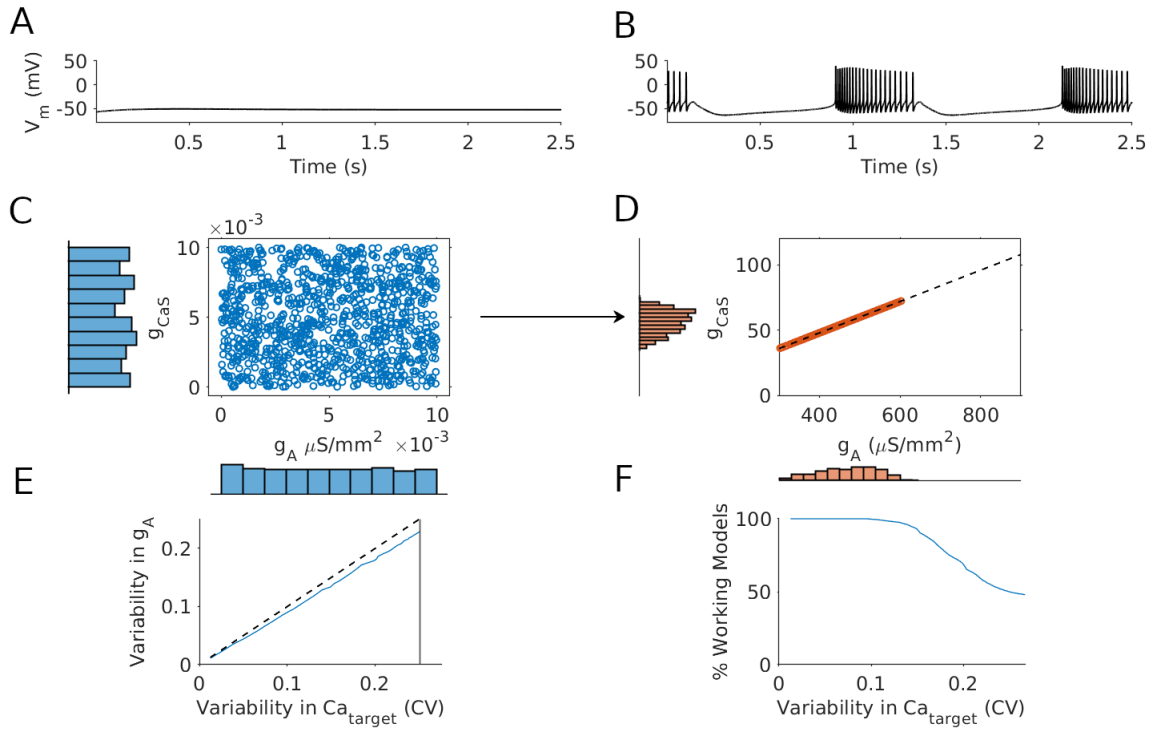 A
V_m (mV)
50
0
-50
0.5
1
1.5
2
2.5
Time (s)
B
50
0
-50
0.5
1
1.5
2
2.5
Time (s)
C
×10⁻³
g_CaS
10
5
0
0
5
10
g_A μS/mm² ×10⁻³
D
g_CaS
100
50
0
400
600
800
g_A (μS/mm²)
E
Variability in g_A
0.2
0.1
0
0
0.1
0.2
Variability in Ca_target (CV)
F
% Working Models
100
50
0
0
0.1
0.2
Variability in Ca_target (CV)